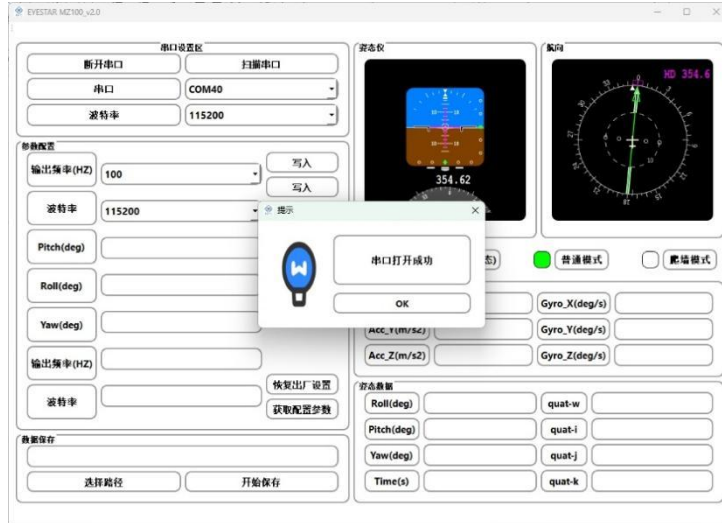 EYESTAR MZ100_v2.0
串口设置区
断开串口 扫描串口
串口 COM40
波特率 115200
参数配置
输出频率(HZ) 100 写入
写入
波特率 115200
Pitch(deg)
Roll(deg)
Yaw(deg)
输出频率(HZ)
波特率
恢复出厂设置
获取配置参数
数据保存
选择路径 开始保存
姿态仪
354.62
航向
HD 354.6
提示
串口打开成功
OK
态)
普通模式
爬墙模式
Gyro_X(deg/s)
Acc_Y(m/s2) Gyro_Y(deg/s)
Acc_Z(m/s2) Gyro_Z(deg/s)
姿态数据
Roll(deg) quat-w
Pitch(deg) quat-i
Yaw(deg) quat-j
Time(s) quat-k